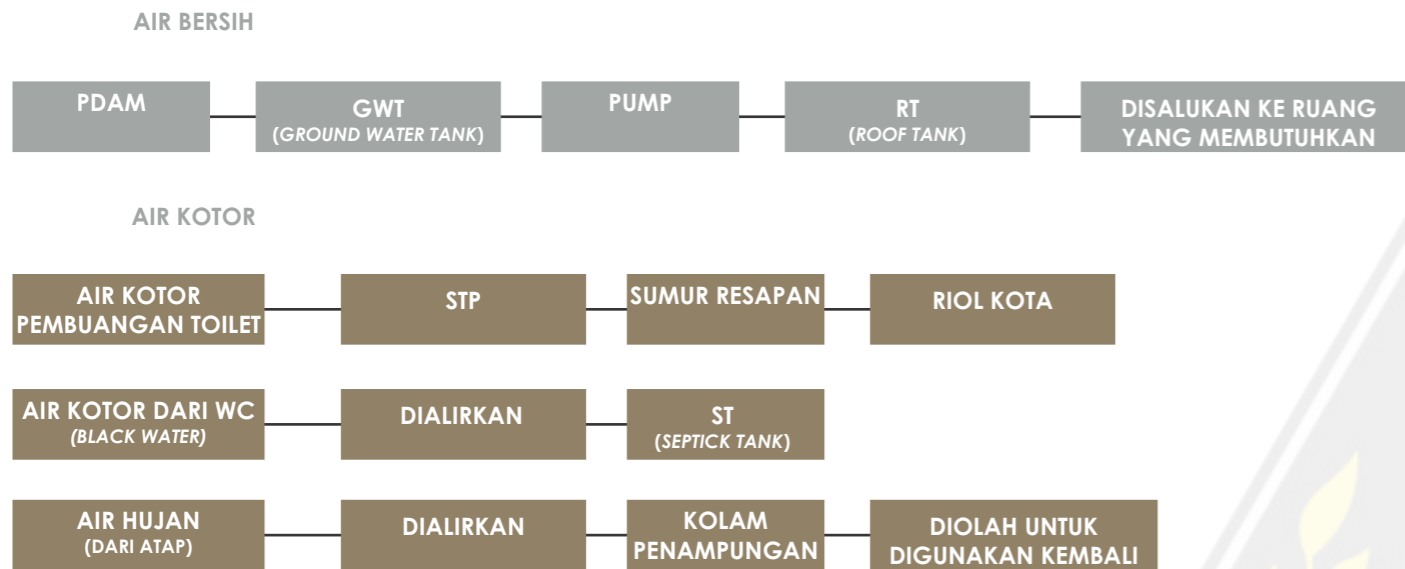 AIR BERSIH
PDAM
GWT
(GROUND WATER TANK)
PUMP
RT
(ROOF TANK)
DISALUKAN KE RUANG
YANG MEMBUTUHKAN
AIR KOTOR
AIR KOTOR
PEMBUANGAN TOILET
STP
SUMUR RESAPAN
RIOL KOTA
AIR KOTOR DARI WC
(BLACK WATER)
DIALIRKAN
ST
(SEPTICK TANK)
AIR HUJAN
(DARI ATAP)
DIALIRKAN
KOLAM
PENAMPUNGAN
DIOLAH UNTUK
DIGUNAKAN KEMBALI